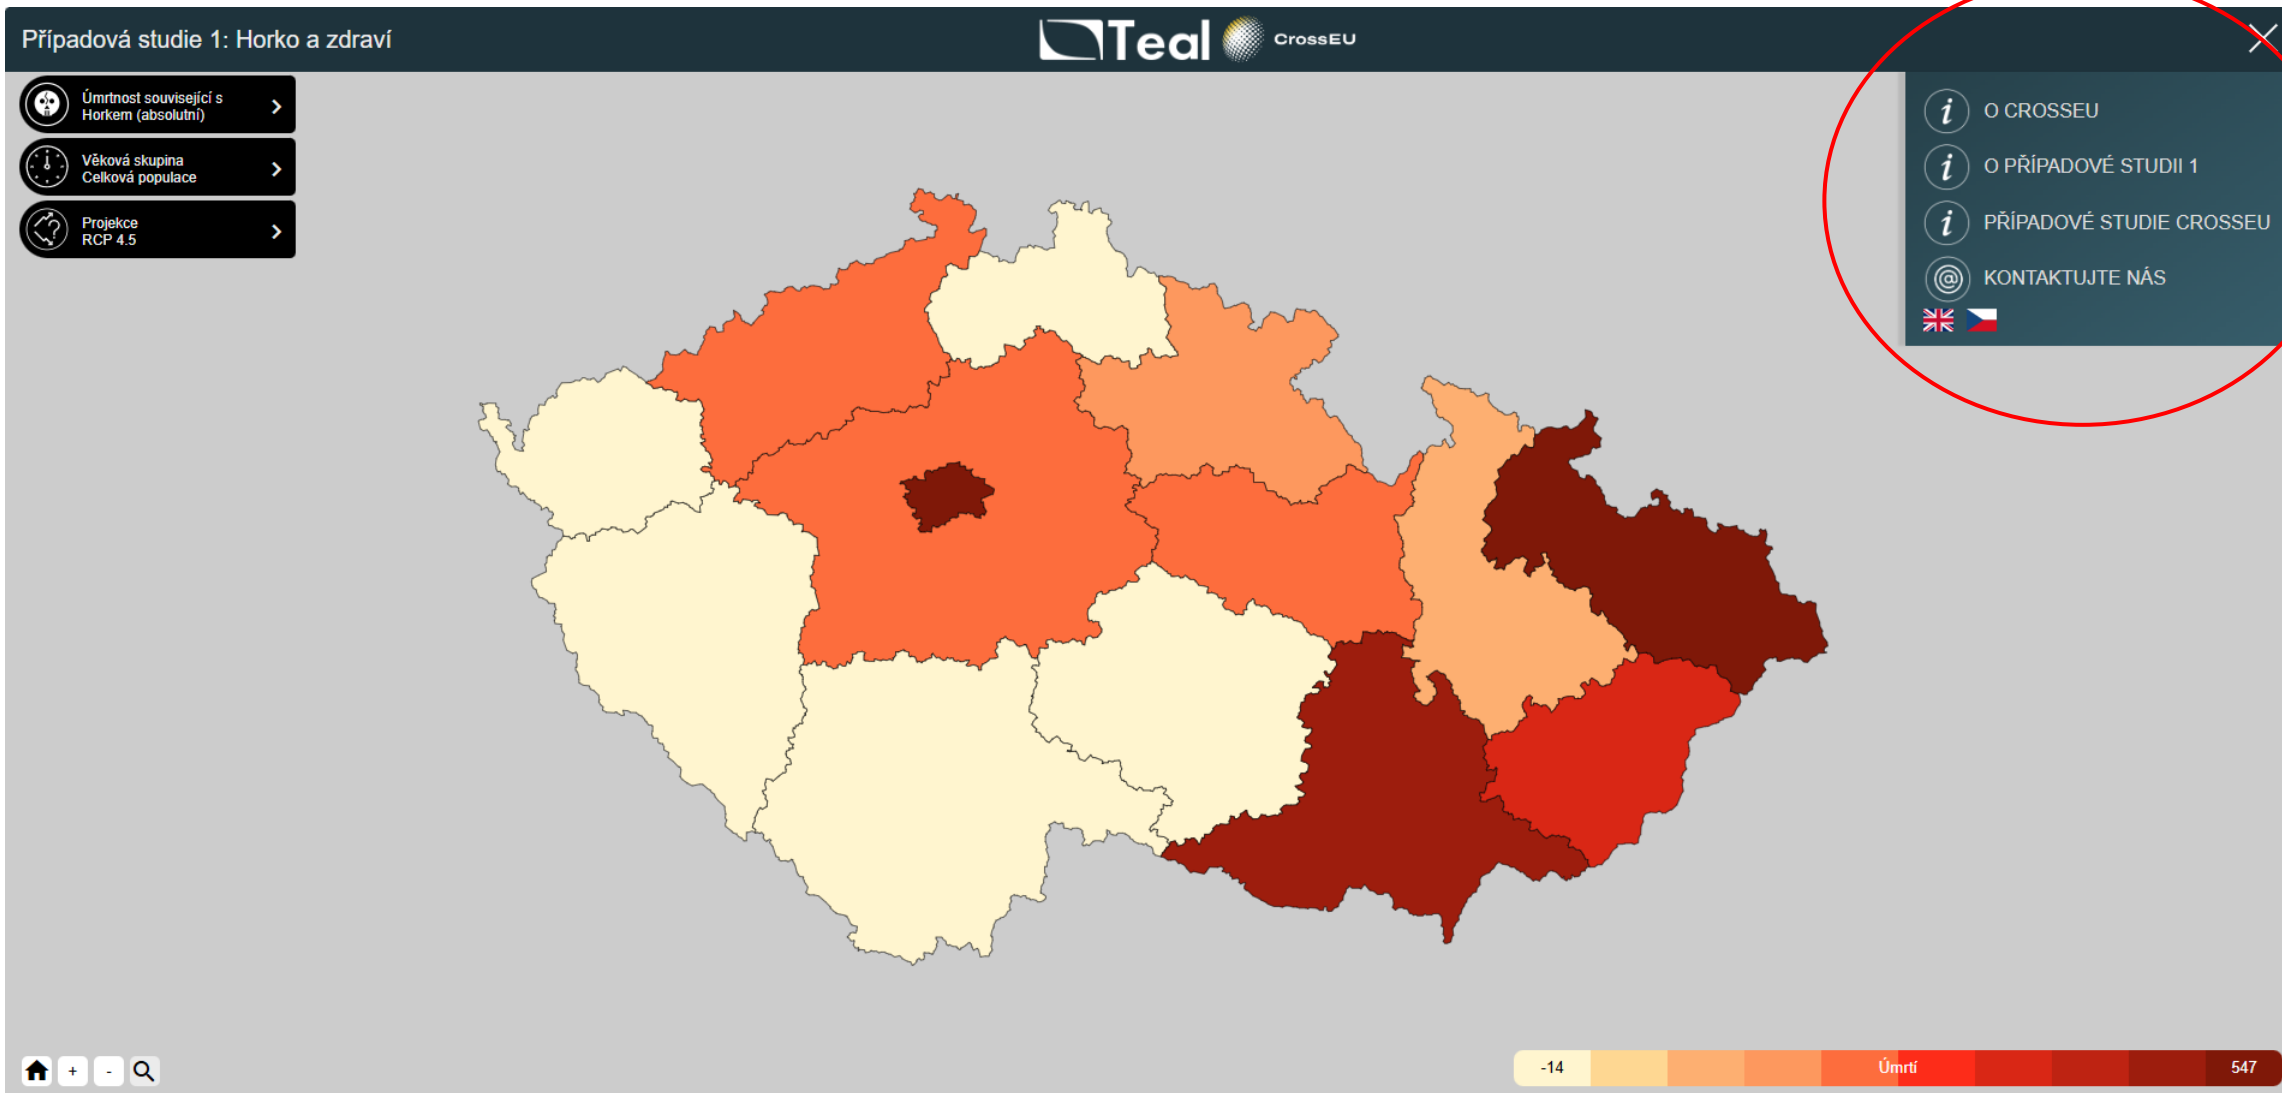 Případová studie 1: Horko a zdraví
Teal CROSSEU
Úmrtnost související s
Horkem (absolutní)
Věková skupina
Celková populace
Projekce
RCP 4.5
O CROSSEU
O PŘÍPADOVÉ STUDII 1
PŘÍPADOVÉ STUDIE CROSSEU
KONTAKTUJTE NÁS
+ -
-14 Úmrtí 547